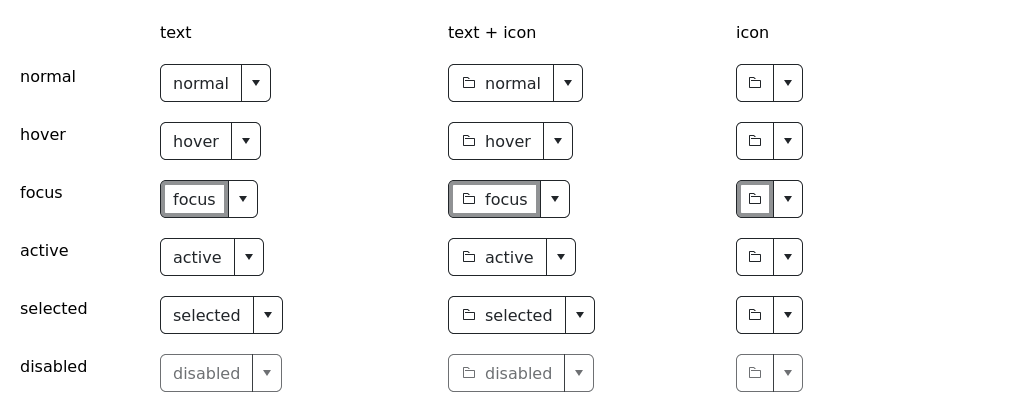 text text + icon icon
normal normal normal
hover hover hover
focus focus focus
active active active
selected selected selected
disabled disabled disabled